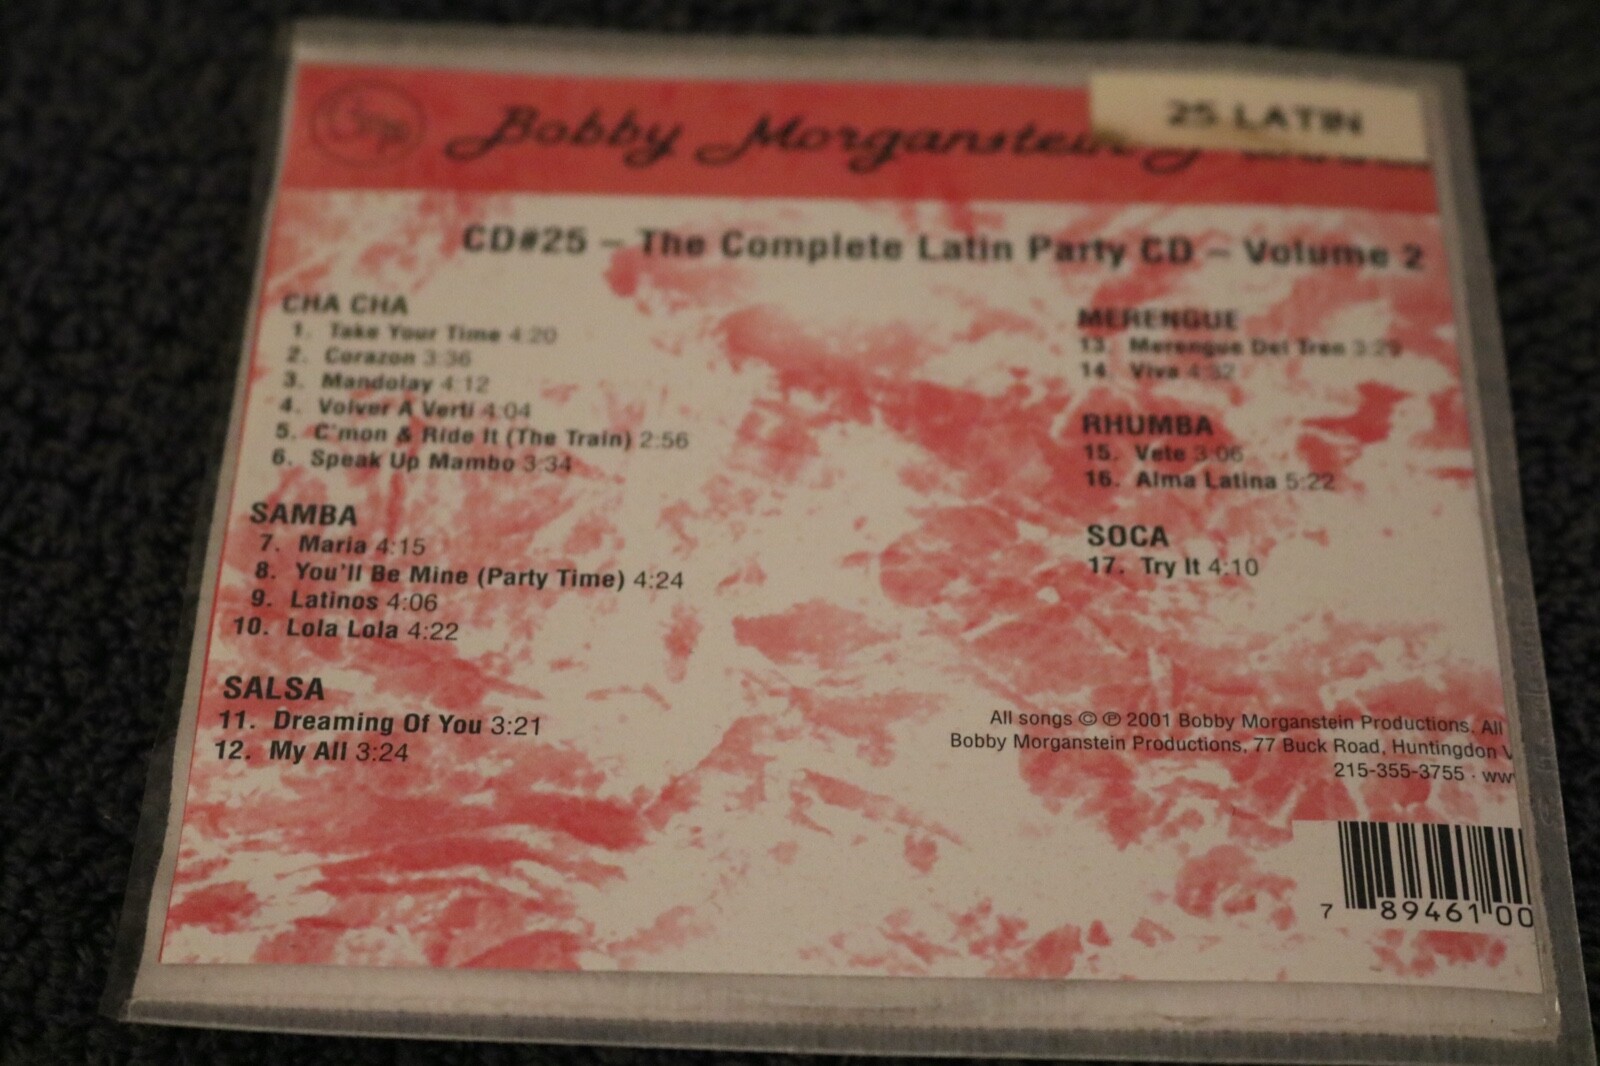 25 LATIN
Bobby Morganstein
CD#25 – The Complete Latin Party CD – Volume 2
CHA CHA
1. Take Your Time 4:20
2. Corazon 3:36
3. Mandolay 4:12
4. Volver A Verti 4:04
5. C'mon & Ride It (The Train) 2:56
6. Speak Up Mambo 3:34
SAMBA
7. Maria 4:15
8. You'll Be Mine (Party Time) 4:24
9. Latinos 4:06
10. Lola Lola 4:22
SALSA
11. Dreaming Of You 3:21
12. My All 3:24
MERENGUE
13. Merengue Del Tren 3:29
14. Viva 4:32
RHUMBA
15. Vete 3:06
16. Alma Latina 5:22
SOCA
17. Try It 4:10
All songs © ℗ 2001 Bobby Morganstein Productions. All
Bobby Morganstein Productions, 77 Buck Road, Huntingdon V
215-355-3755 · ww
7 89461 00